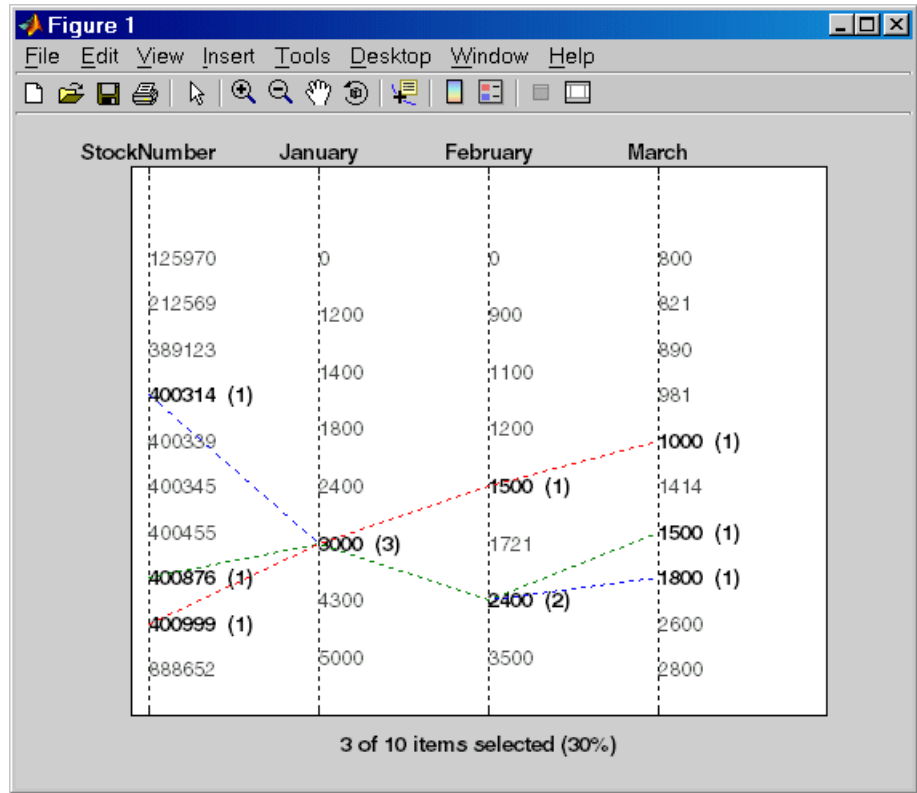 Figure 1
File Edit View Insert Tools Desktop Window Help
StockNumber January February March
125970 0 0 800
212569 1200 900 821
389123 1400 1100 890
400314 (1) 981
400339 1800 1200 1000 (1)
400345 2400 1500 (1) 1414
400455 3000 (3) 1721 1500 (1)
400876 (1) 4300 2400 (2) 1800 (1)
400999 (1) 2600
888652 5000 3500 2800
3 of 10 items selected (30%)